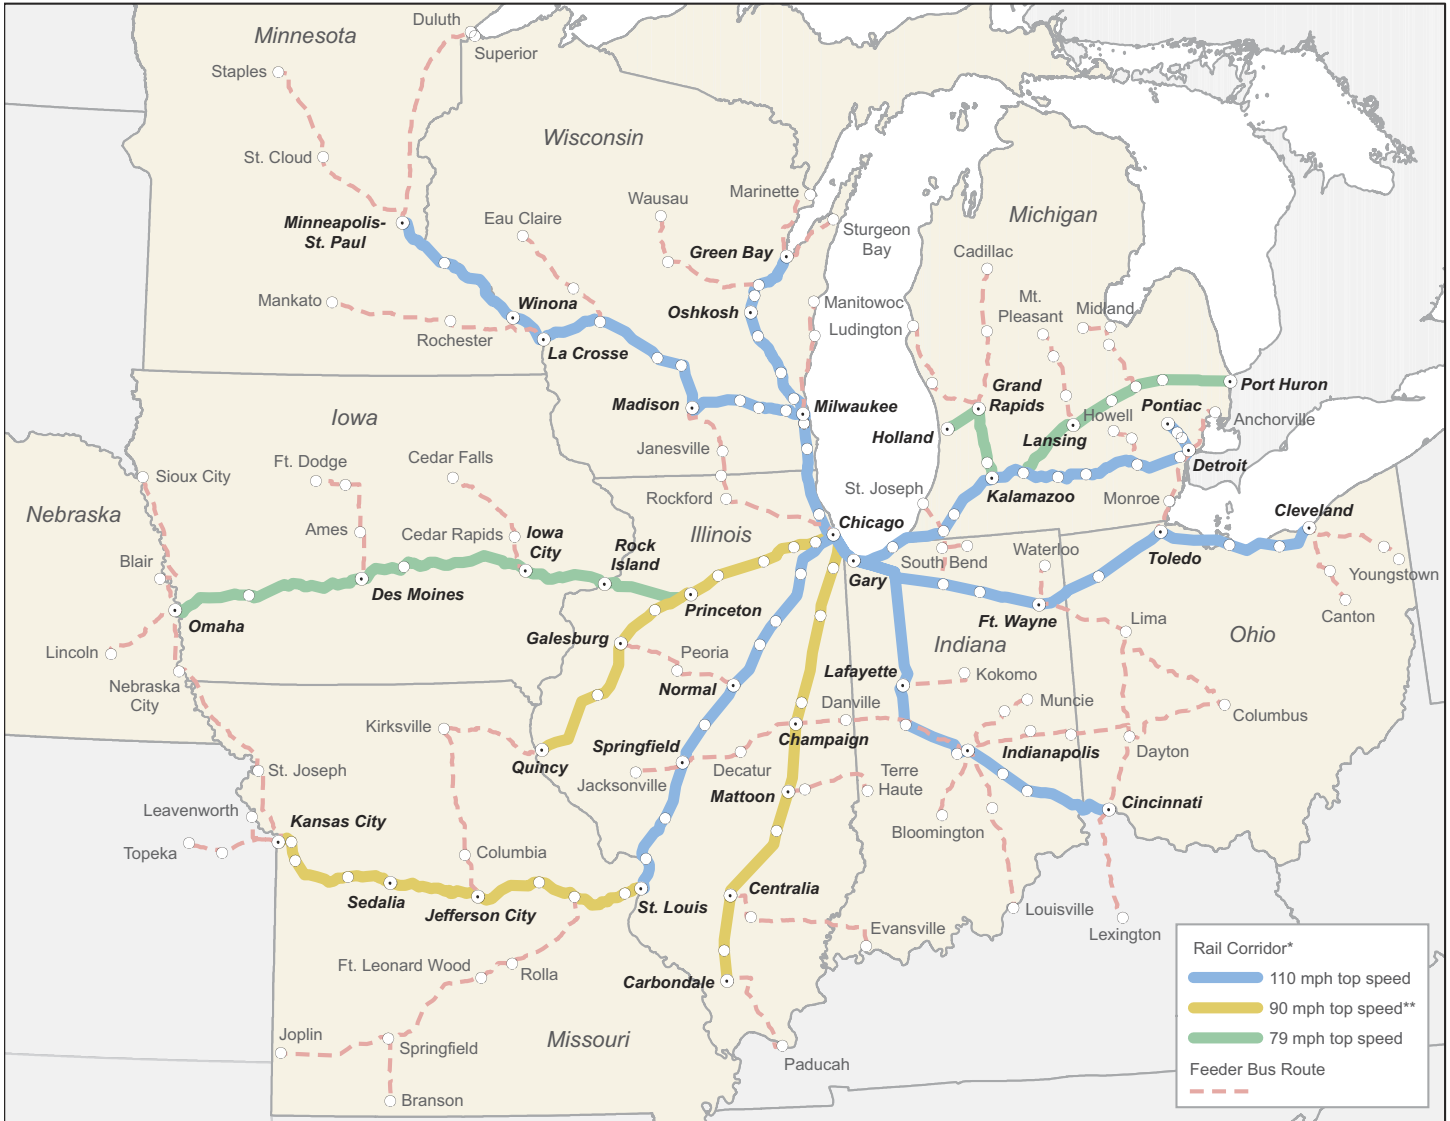 Duluth
Minnesota
Superior
Staples
Wisconsin
St. Cloud
Marinette
Wausau
Michigan
Eau Claire
Minneapolis-
St. Paul
Sturgeon
Bay
Green Bay
Cadillac
Mankato
Winona
Manitowoc
Mt.
Pleasant
Midland
Oshkosh
Ludington
Rochester
La Crosse
Grand
Rapids
Port Huron
Madison
Milwaukee
Pontiac
Iowa
Howell
Anchorville
Holland
Lansing
Janesville
Cedar Falls
Ft. Dodge
Detroit
Sioux City
St. Joseph
Kalamazoo
Rockford
Monroe
Nebraska
Chicago
Cleveland
Ames
Cedar Rapids
Iowa
City
Illinois
Rock
Island
Waterloo
Blair
South Bend
Toledo
Gary
Youngstown
Des Moines
Princeton
Omaha
Ft. Wayne
Lima
Canton
Galesburg
Indiana
Ohio
Lincoln
Peoria
Lafayette
Kokomo
Nebraska
City
Normal
Danville
Muncie
Columbus
Kirksville
Springfield
Champaign
Indianapolis
Dayton
Quincy
St. Joseph
Jacksonville
Decatur
Terre
Haute
Mattoon
Cincinnati
Leavenworth
Kansas City
Bloomington
Topeka
Columbia
Centralia
Sedalia
Jefferson City
St. Louis
Louisville
Evansville
Lexington
Rail Corridor*
110 mph top speed
90 mph top speed**
79 mph top speed
Feeder Bus Route
Ft. Leonard Wood
Rolla
Carbondale
Joplin
Springfield
Missouri
Paducah
Branson